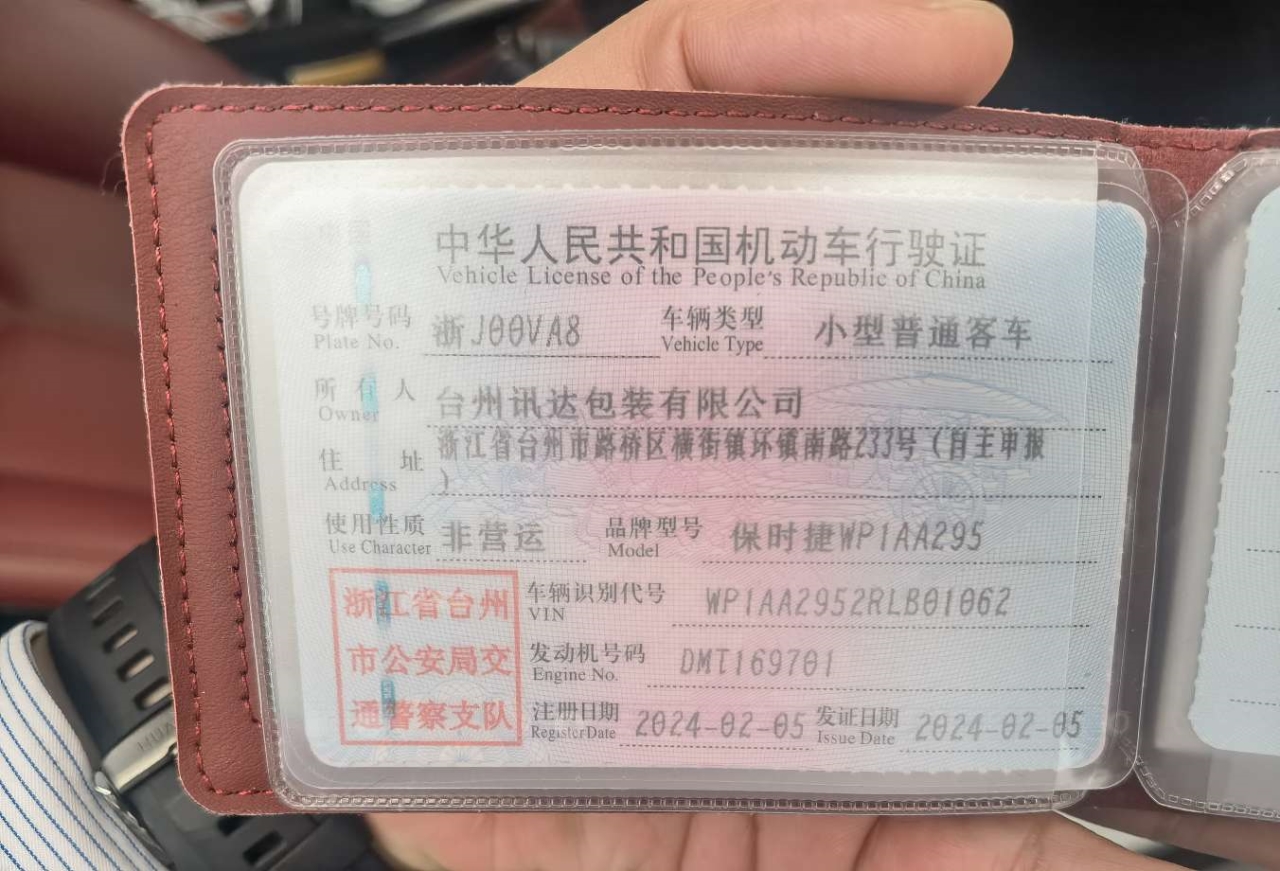 中华人民共和国机动车行驶证
Vehicle License of the People's Republic of China
号牌号码 浙J00VA8 车辆类型 小型普通客车
Plate No. Vehicle Type
所有人 台州讯达包装有限公司
Owner
住址 浙江省台州市路桥区横街镇环镇南路233号（自主申报
Address ）
使用性质 非营运 品牌型号 保时捷WP1AA295
Use Character Model
浙江省台州
市公安局交
通警察支队
车辆识别代号 WP1AA2952RLB01062
VIN
发动机号码 DMT169701
Engine No.
注册日期 2024-02-05 发证日期 2024-02-05
Register Date Issue Date